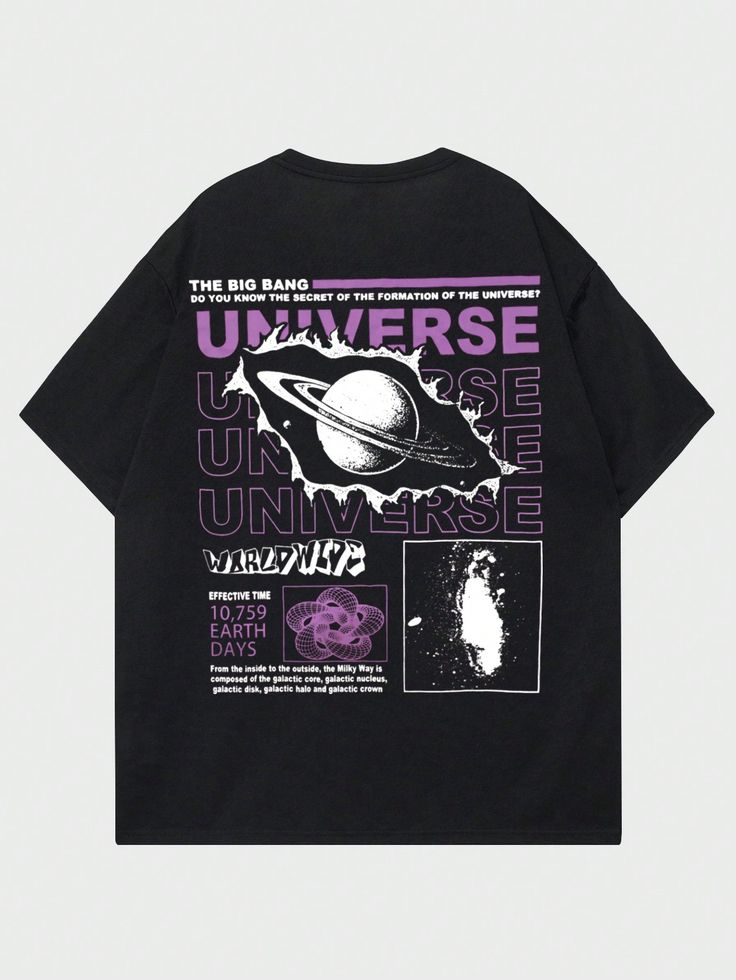 THE BIG BANG
DO YOU KNOW THE SECRET OF THE FORMATION OF THE UNIVERSE?
UNIVERSE
UNIVERSE
UNIVERSE
UNIVERSE
WORLDWIDE
EFFECTIVE TIME
10,759
EARTH
DAYS
From the inside to the outside, the Milky Way is
composed of the galactic core, galactic nucleus,
galactic disk, galactic halo and galactic crown